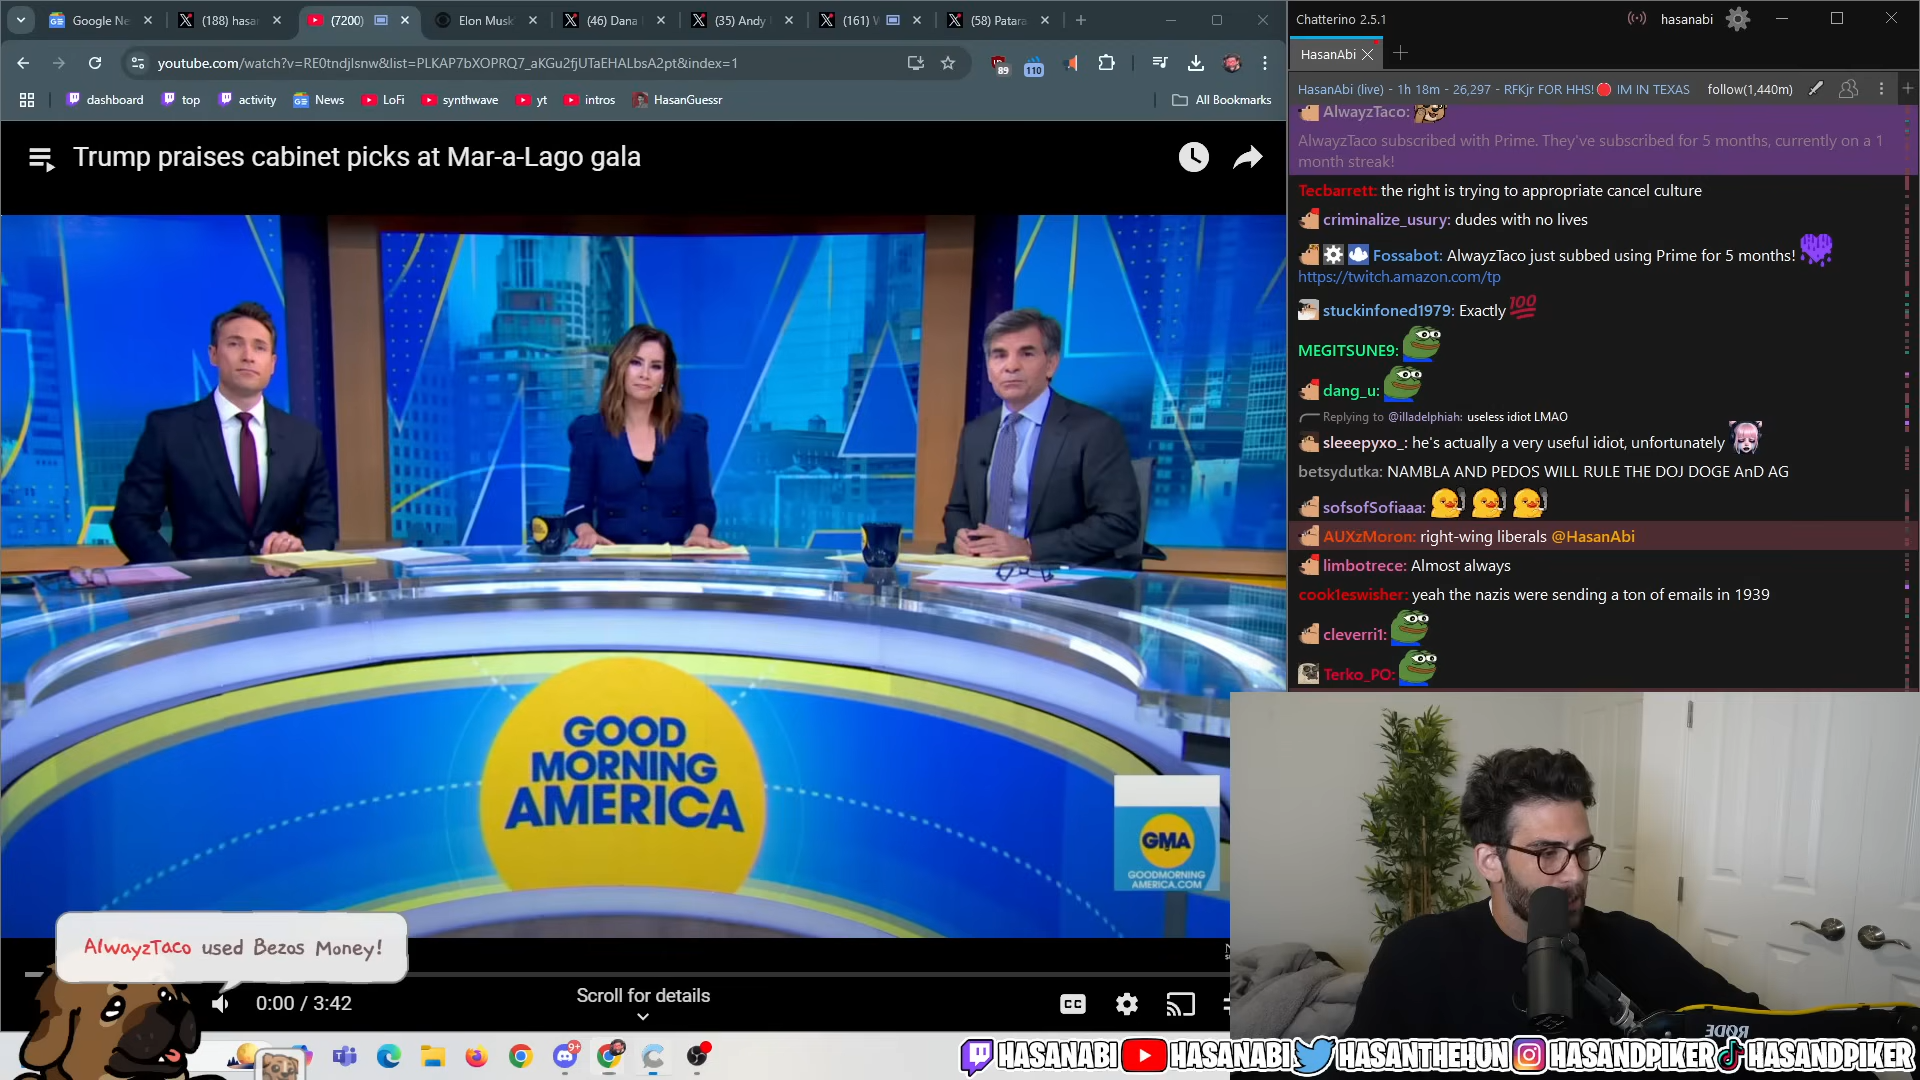 Google Ne
(188) hasa
(7200)
Elon Musk
(46) Dana
(35) Andy
(161)
(58) Patara
youtube.com/watch?v=RE0tndjlsnw&list=PLKAP7bXOPRQ7_aKGu2fjUTaEHALbsA2pt&index=1
89
110
dashboard
top
activity
News
LoFi
synthwave
yt
intros
HasanGuessr
All Bookmarks
Trump praises cabinet picks at Mar-a-Lago gala
GOOD
MORNING
AMERICA
GMA
GOODMORNING
AMERICA.COM
AlwayzTaco used Bezos Money!
0:00 / 3:42
Scroll for details
CC
9+
Chatterino 2.5.1
hasanabi
HasanAbi
HasanAbi (live) - 1h 18m - 26,297 - RFKjr FOR HHS! IM IN TEXAS
follow(1,440m)
AlwayzTaco:
AlwayzTaco subscribed with Prime. They've subscribed for 5 months, currently on a 1
month streak!
Tecbarrett: the right is trying to appropriate cancel culture
criminalize_usury: dudes with no lives
Fossabot: AlwayzTaco just subbed using Prime for 5 months!
https://twitch.amazon.com/tp
stuckinfoned1979: Exactly 100
MEGITSUNE9:
dang_u:
Replying to @illadelphiah: useless idiot LMAO
sleeepyxo_: he's actually a very useful idiot, unfortunately
betsydutka: NAMBLA AND PEDOS WILL RULE THE DOJ DOGE AnD AG
sofsofSofiaaa:
AUXzMoron: right-wing liberals @HasanAbi
limbotrece: Almost always
cook1eswisher: yeah the nazis were sending a ton of emails in 1939
cleverri1:
Terko_PO:
RØDE
HASANABI
HASANABI
HASANTHEHUN
HASANDPIKER
HASANDPIKER